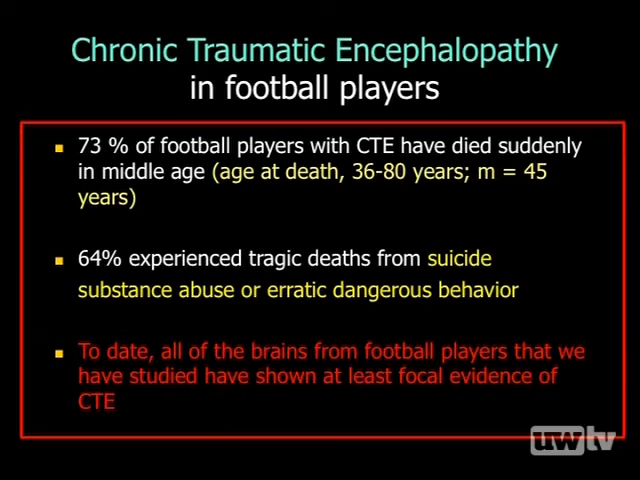 Chronic Traumatic Encephalopathy
in football players
73 % of football players with CTE have died suddenly
in middle age (age at death, 36-80 years; m = 45
years)
64% experienced tragic deaths from suicide
substance abuse or erratic dangerous behavior
To date, all of the brains from football players that we
have studied have shown at least focal evidence of
CTE
uwtv